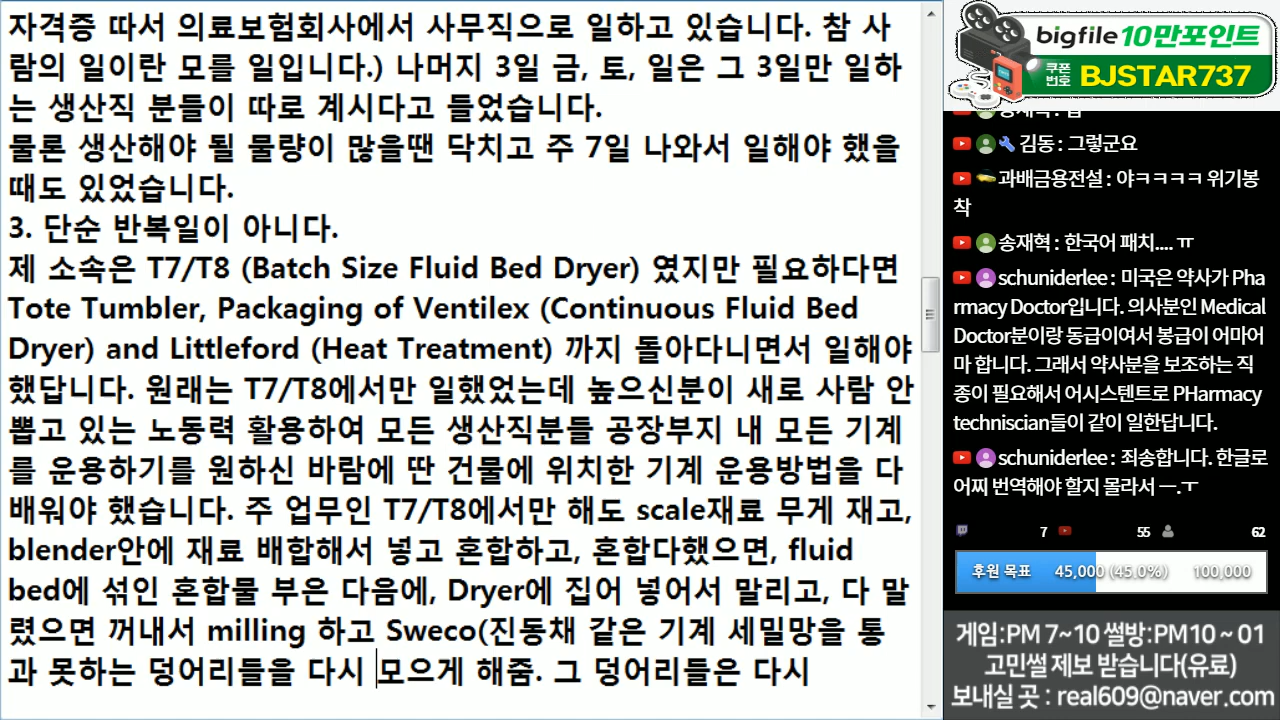 자격증 따서 의료보험회사에서 사무직으로 일하고 있습니다. 참 사
람의 일이란 모를 일입니다.) 나머지 3일 금, 토, 일은 그 3일만 일하
는 생산직 분들이 따로 계시다고 들었습니다.
물론 생산해야 될 물량이 많을땐 닥치고 주 7일 나와서 일해야 했을
때도 있었습니다.
3. 단순 반복일이 아니다.
제 소속은 T7/T8 (Batch Size Fluid Bed Dryer) 였지만 필요하다면
Tote Tumbler, Packaging of Ventilex (Continuous Fluid Bed
Dryer) and Littleford (Heat Treatment) 까지 돌아다니면서 일해야
했답니다. 원래는 T7/T8에서만 일했었는데 높으신분이 새로 사람 안
뽑고 있는 노동력 활용하여 모든 생산직분들 공장부지 내 모든 기계
를 운용하기를 원하신 바람에 딴 건물에 위치한 기계 운용방법을 다
배워야 했습니다. 주 업무인 T7/T8에서만 해도 scale재료 무게 재고,
blender안에 재료 배합해서 넣고 혼합하고, 혼합다했으면, fluid
bed에 섞인 혼합물 부은 다음에, Dryer에 집어 넣어서 말리고, 다 말
렸으면 꺼내서 milling 하고 Sweco(진동채 같은 기계 세밀망을 통
과 못하는 덩어리들을 다시 모으게 해줌. 그 덩어리들은 다시
bigfile 10만포인트
쿠폰
번호 BJSTAR737
김동 : 그렇군요
과배금융전설 : 야ㅋㅋㅋㅋ 위기봉
착
송재혁 : 한국어 패치.... ㅠ
schuniderlee : 미국은 약사가 Pha
rmacy Doctor입니다. 의사분인 Medical
Doctor분이랑 동급이여서 봉급이 어마어
마 합니다. 그래서 약사분을 보조하는 직
종이 필요해서 어시스텐트로 PHarmacy
techniscian들이 같이 일한답니다.
schuniderlee : 죄송합니다. 한글로
어찌 번역해야 할지 몰라서 ㅡ.ㅜ
7 55 62
후원 목표 45,000 (45.0%) 100,000
게임:PM 7~10 썰방:PM10 ~ 01
고민썰 제보 받습니다(유료)
보내실 곳 : real609@naver.com